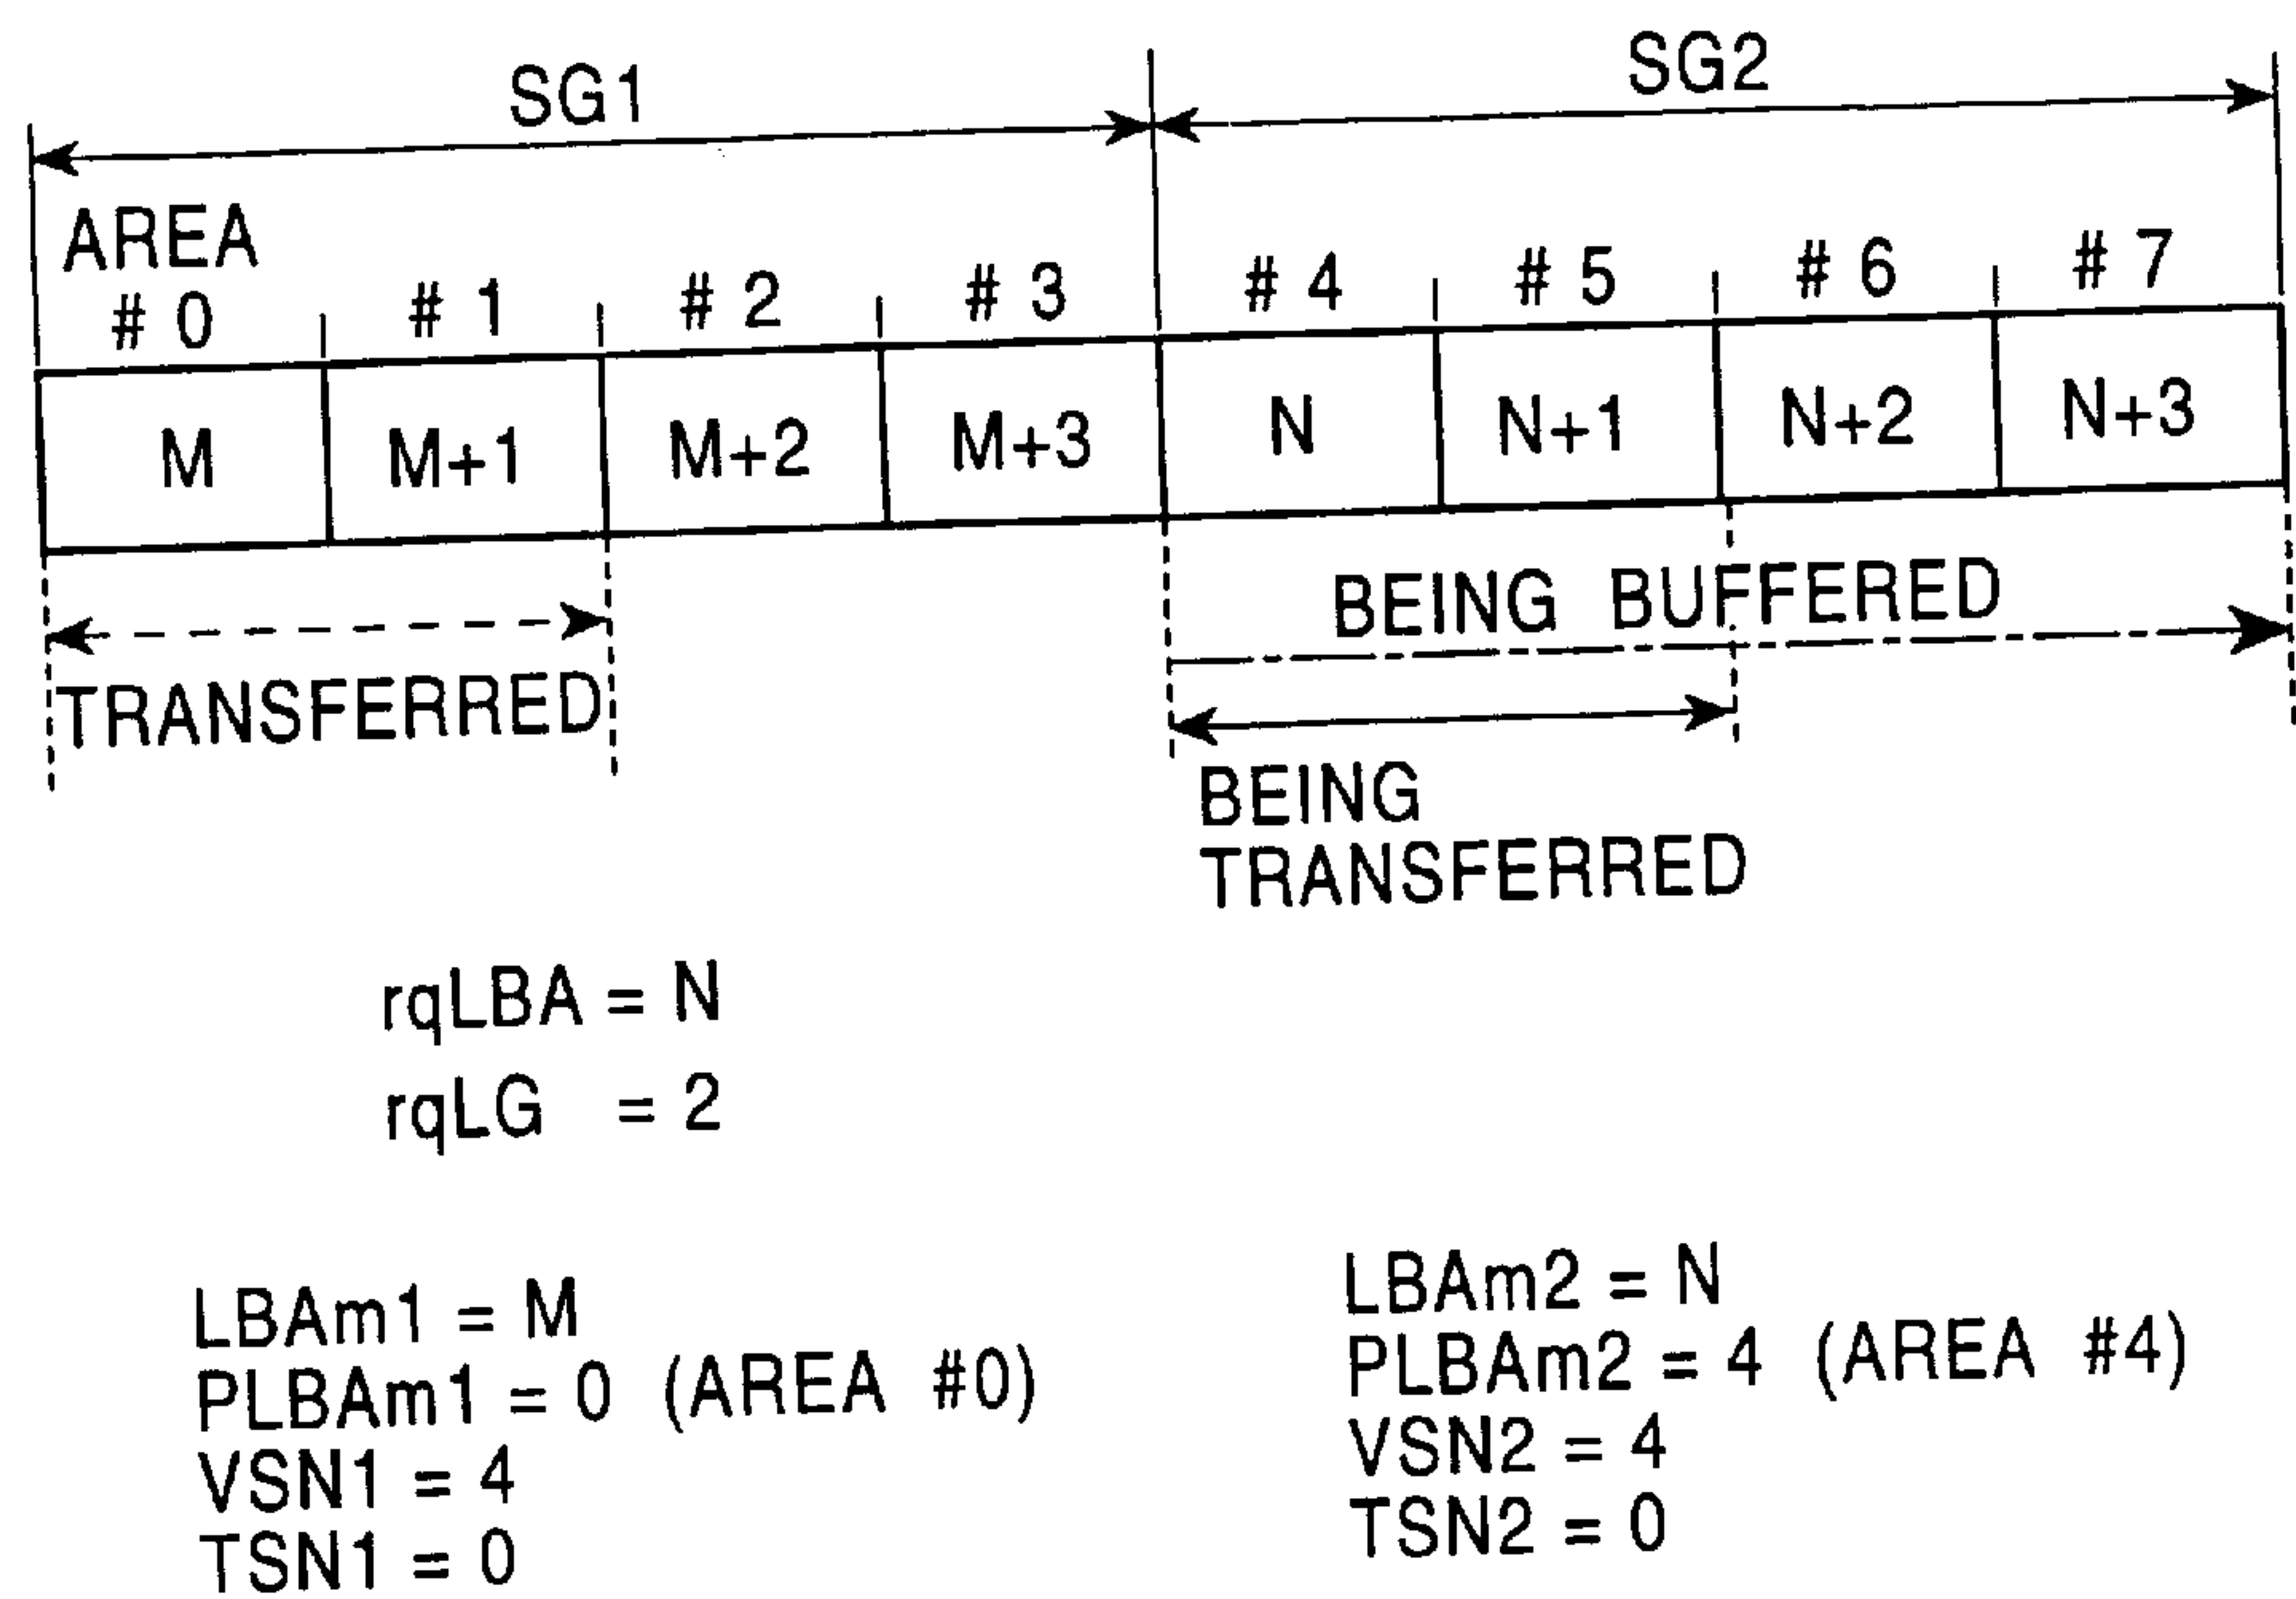 SG1 SG2
AREA
# 0 # 1 # 2 # 3 # 4 # 5 # 6 # 7
M M+1 M+2 M+3 N N+1 N+2 N+3
BEING BUFFERED
TRANSFERRED
BEING
TRANSFERRED
rqLBA = N
rqLG = 2
LBAm1 = M
PLBAm1 = 0 (AREA #0)
VSN1 = 4
TSN1 = 0
LBAm2 = N
PLBAm2 = 4 (AREA #4)
VSN2 = 4
TSN2 = 0